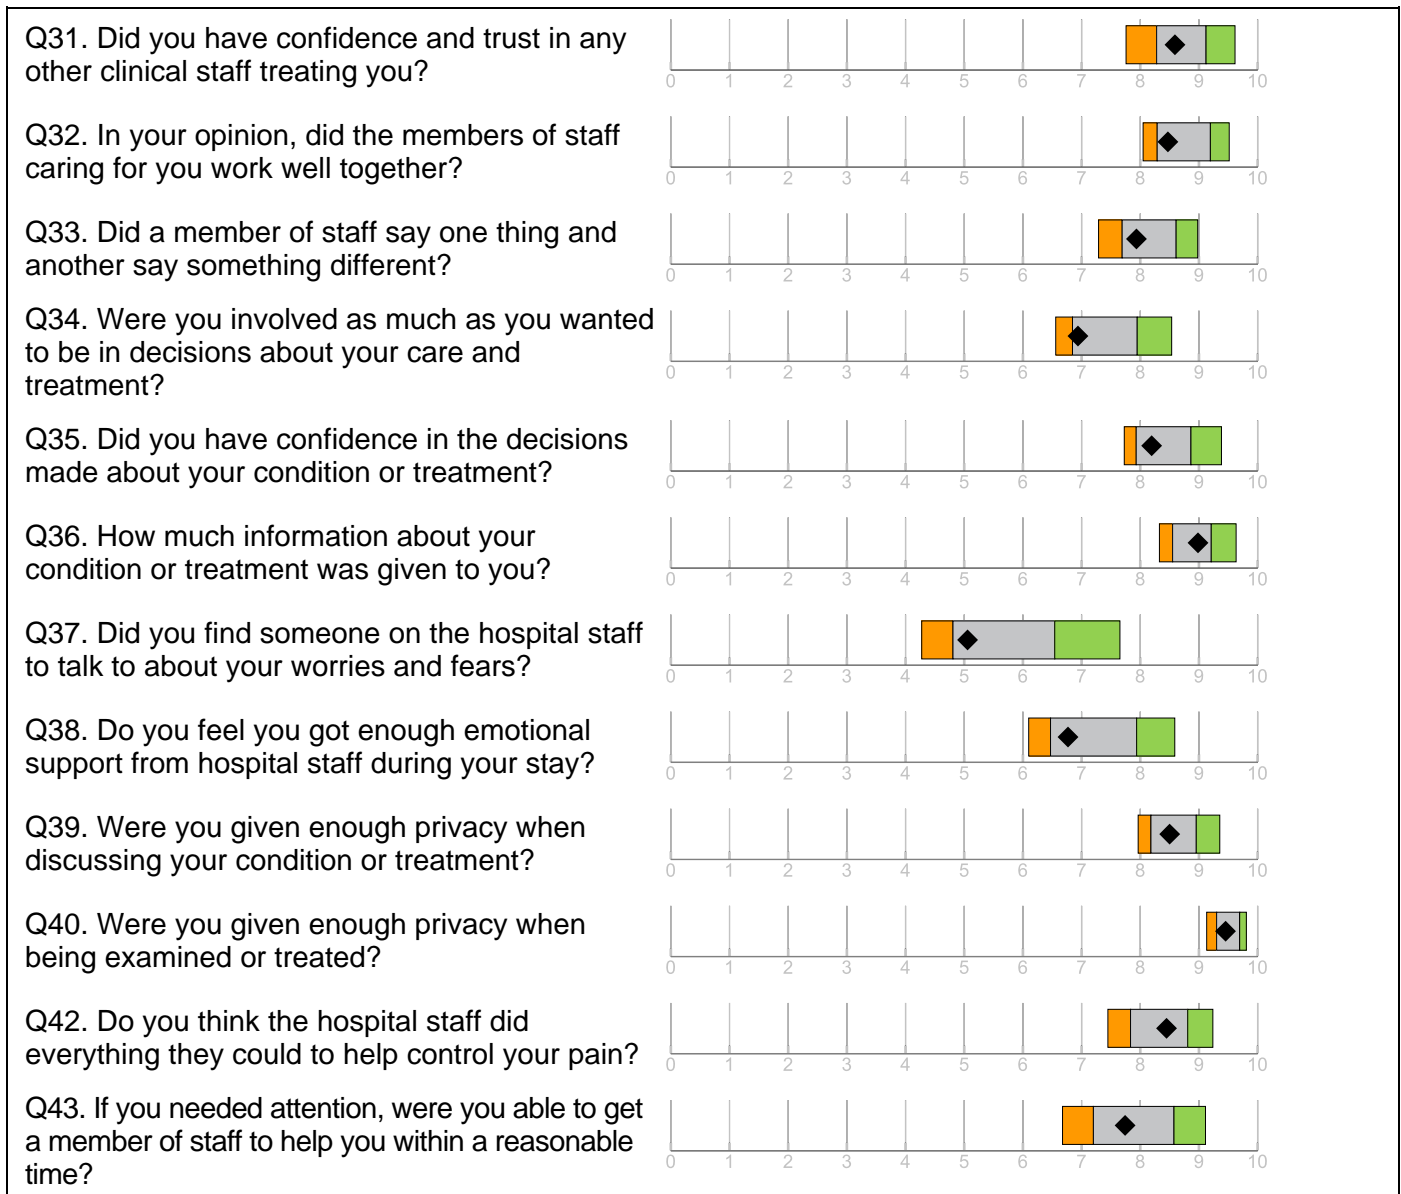 Q31. Did you have confidence and trust in any
other clinical staff treating you?
0 1 2 3 4 5 6 7 8 9 10
Q32. In your opinion, did the members of staff
caring for you work well together?
0 1 2 3 4 5 6 7 8 9 10
Q33. Did a member of staff say one thing and
another say something different?
0 1 2 3 4 5 6 7 8 9 10
Q34. Were you involved as much as you wanted
to be in decisions about your care and
treatment?
0 1 2 3 4 5 6 7 8 9 10
Q35. Did you have confidence in the decisions
made about your condition or treatment?
0 1 2 3 4 5 6 7 8 9 10
Q36. How much information about your
condition or treatment was given to you?
0 1 2 3 4 5 6 7 8 9 10
Q37. Did you find someone on the hospital staff
to talk to about your worries and fears?
0 1 2 3 4 5 6 7 8 9 10
Q38. Do you feel you got enough emotional
support from hospital staff during your stay?
0 1 2 3 4 5 6 7 8 9 10
Q39. Were you given enough privacy when
discussing your condition or treatment?
0 1 2 3 4 5 6 7 8 9 10
Q40. Were you given enough privacy when
being examined or treated?
0 1 2 3 4 5 6 7 8 9 10
Q42. Do you think the hospital staff did
everything they could to help control your pain?
0 1 2 3 4 5 6 7 8 9 10
Q43. If you needed attention, were you able to get
a member of staff to help you within a reasonable
time?
0 1 2 3 4 5 6 7 8 9 10